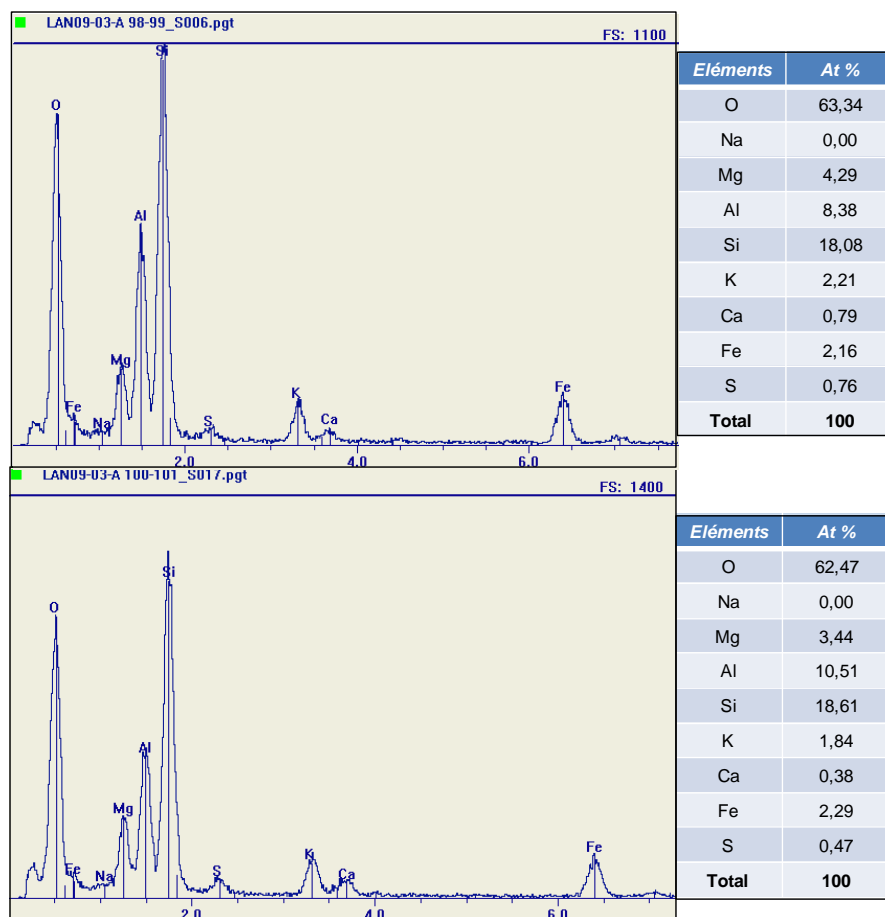 LAN09-03-A 98-99_S006.pgt
FS: 1100
Si
O
Al
Mg
Fe
Na
S
K
Ca
Fe
2.0 4.0 6.0
Eléments At %
O 63,34
Na 0,00
Mg 4,29
Al 8,38
Si 18,08
K 2,21
Ca 0,79
Fe 2,16
S 0,76
Total 100
LAN09-03-A 100-101_S017.pgt
FS: 1400
Si
O
Al
Mg
Fe
Na
S
K
Ca
Fe
2.0 4.0 6.0
Eléments At %
O 62,47
Na 0,00
Mg 3,44
Al 10,51
Si 18,61
K 1,84
Ca 0,38
Fe 2,29
S 0,47
Total 100